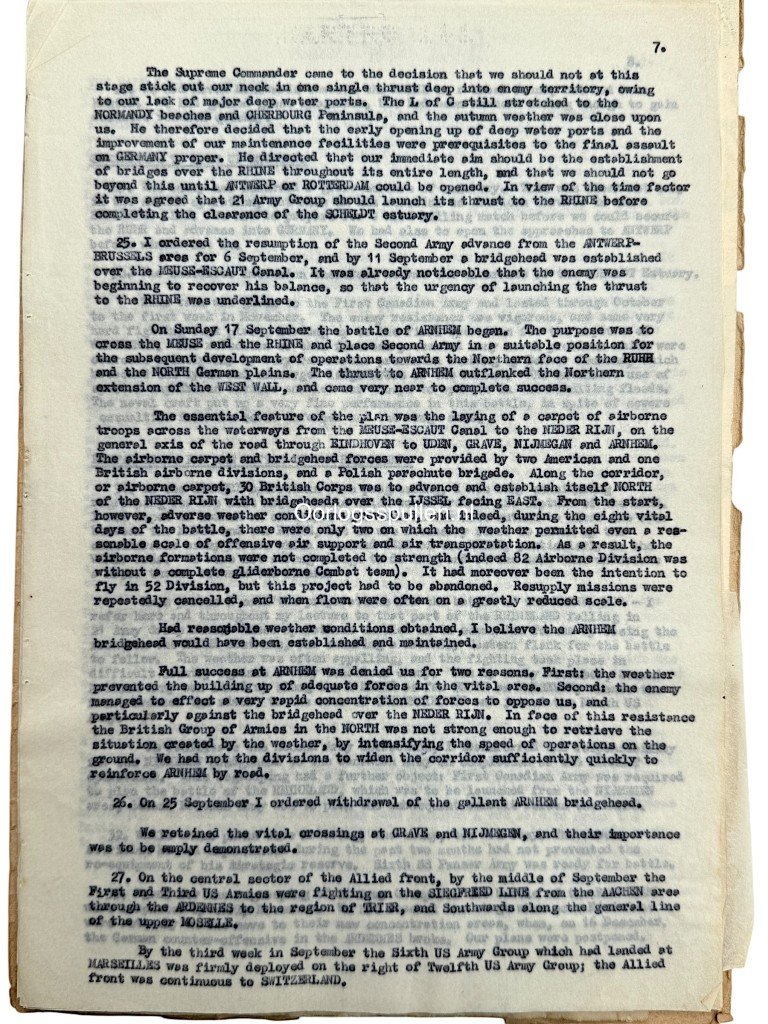 7.
The Supreme Commander came to the decision that we should not at this
stage stick out our neck in one single thrust deep into enemy territory, owing
to our lack of major deep water ports. The L of C still stretched to the
NORMANDY beaches and CHERBOURG Peninsula, and the autumn weather was close upon
us. He therefore decided that the early opening up of deep water ports and the
improvement of our maintenance facilities were prerequisites to the final assault
on GERMANY proper. He directed that our immediate aim should be the establishment
of bridges over the RHINE throughout its entire length, and that we should not go
beyond this until ANTWERP or ROTTERDAM could be opened. In view of the time factor
it was agreed that 21 Army Group should launch its thrust to the RHINE before
completing the clearance of the SCHELDT estuary.
25. I ordered the resumption of the Second Army advance from the ANTWERP-
BRUSSELS area for 6 September, and by 11 September a bridgehead was established
over the MEUSE-ESCAUT Canal. It was already noticeable that the enemy was
beginning to recover his balance, so that the urgency of launching the thrust
to the RHINE was underlined.
On Sunday 17 September the battle of ARNHEM began. The purpose was to
cross the MEUSE and the RHINE and place Second Army in a suitable position for
the subsequent development of operations towards the Northern face of the RUHR
and the NORTH German plains. The thrust to ARNHEM outflanked the Northern
extension of the WEST WALL, and came very near to complete success.
The essential feature of the plan was the laying of a carpet of airborne
troops across the waterways from the MEUSE-ESCAUT Canal to the NEDER RIJN, on the
general axis of the road through EINDHOVEN to UDEN, GRAVE, NIJMEGAN and ARNHEM.
The airborne carpet and bridgehead forces were provided by two American and one
British airborne divisions, and a Polish parachute brigade. Along the corridor,
or airborne carpet, 30 British Corps was to advance and establish itself NORTH
of the NEDER RIJN with bridgeheads over the IJSSEL facing EAST. From the start,
however, adverse weather indeed, during the eight vital
days of the battle, there were only two on which the weather permitted even a rea-
sonable scale of offensive air support and air transporatation. As a result, the
airborne formations were not completed to strength (indeed 82 Airborne Division was
without a complete gliderborne Combat team). It had moreover been the intention to
fly in 52 Division, but this project had to be abandoned. Resupply missions were
repeatedly cancelled, and when flown were often on a greatly reduced scale.
Had reasonable weather conditions obtained, I believe the ARNHEM
bridgehead would have been established and maintained.
Full success at ARNHEM was denied us for two reasons. First: the weather
prevented the building up of adequate forces in the vital area. Second: the enemy
managed to effect a very rapid concentration of forces to oppose us, and
particularly against the bridgehead over the NEDER RIJN. In face of this resistance
the British Group of Armies in the NORTH was not strong enough to retrieve the
situation created by the weather, by intensifying the speed of operations on the
ground. We had not the divisions to widen the corridor sufficiently quickly to
reinforce ARNHEM by road.
26. On 25 September I ordered withdrawal of the gallant ARNHEM bridgehead.
We retained the vital crossings at GRAVE and NIJMEGEN, and their importance
was to be amply demonstrated.
27. On the central sector of the Allied front, by the middle of September the
First and Third US Armies were fighting on the SIEGFRIED LINE from the AACHEN area
through the ARDENNES to the region of TRIER, and Southwards along the general line
of the upper MOSELLE.
By the third week in September the Sixth US Army Group which had landed at
MARSEILLES was firmly deployed on the right of Twelfth US Army Group; the Allied
front was continuous to SWITZERLAND.